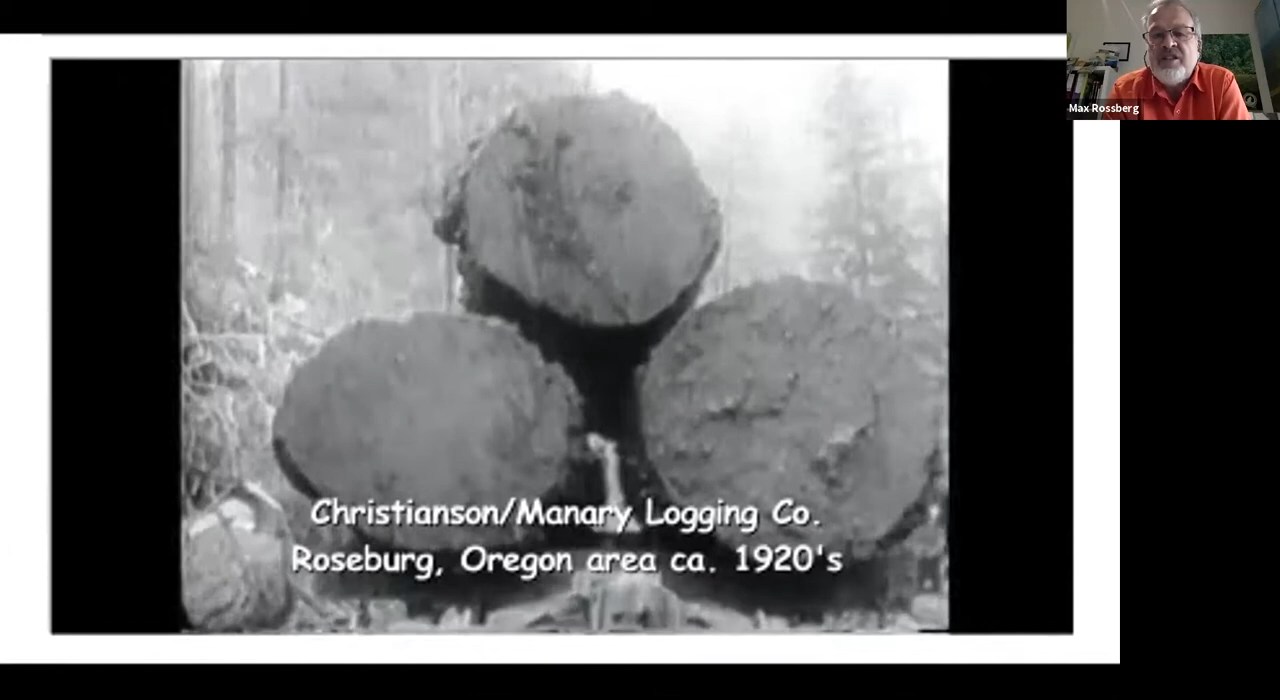 Max Rossberg
Christianson/Manary Logging Co.
Roseburg, Oregon area ca. 1920's